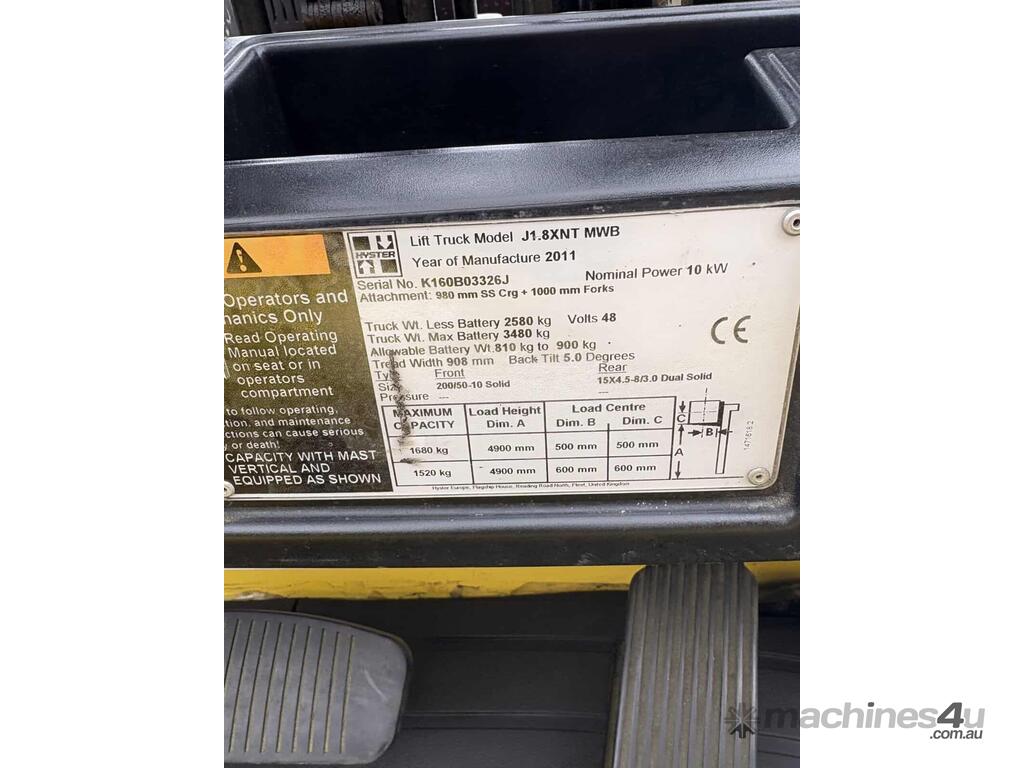 HYSTER
Lift Truck Model J1.8XNT MWB
Year of Manufacture 2011
Serial No. K160B03326J
Nominal Power 10 kW
Attachment: 980 mm SS Crg + 1000 mm Forks
Truck Wt. Less Battery 2580 kg Volts 48
Truck Wt. Max Battery 3480 kg
Allowable Battery Wt. 810 kg to 900 kg
Tread Width 908 mm Back Tilt 5.0 Degrees
Type Front Rear
Size 200/50-10 Solid 15X4.5-8/3.0 Dual Solid
Pressure --- ---
MAXIMUM CAPACITY Load Height Dim. A Load Centre Dim. B Dim. C
1680 kg 4900 mm 500 mm 500 mm
1520 kg 4900 mm 600 mm 600 mm
Hyster Europe, Flagship House, Reading Road North, Fleet, United Kingdom
CE
C
B
A
1471618.2
Operators and
hanics Only
Read Operating
Manual located
on seat or in
operators
compartment
to follow operating,
tion, and maintenance
ctions can cause serious
y or death!
CAPACITY WITH MAST
VERTICAL AND
EQUIPPED AS SHOWN
machines4u
.com.au